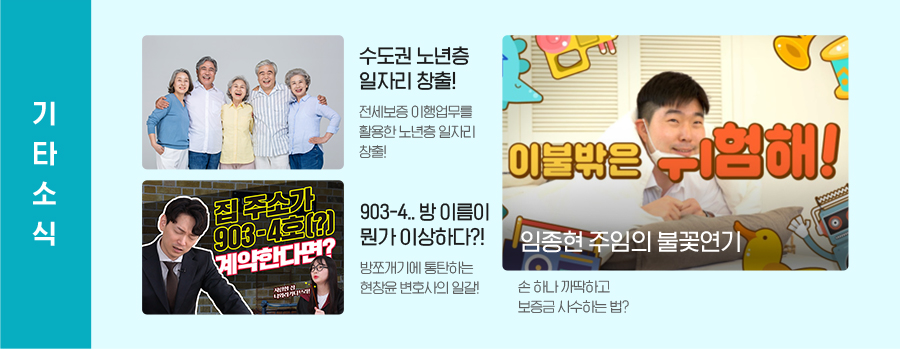 기타소식
수도권 노년층
일자리 창출!
전세보증 이행업무를
활용한 노년층 일자리
창출!
집 주소가
903-4호(?)
계약한다면?
903-4.. 방 이름이
뭔가 이상하다?!
방쪼개기에 통탄하는
현창윤 변호사의 일갈!
이불밖은 위험해!
임종현 주임의 불꽃연기
손 하나 까딱하고
보증금 사수하는 법?